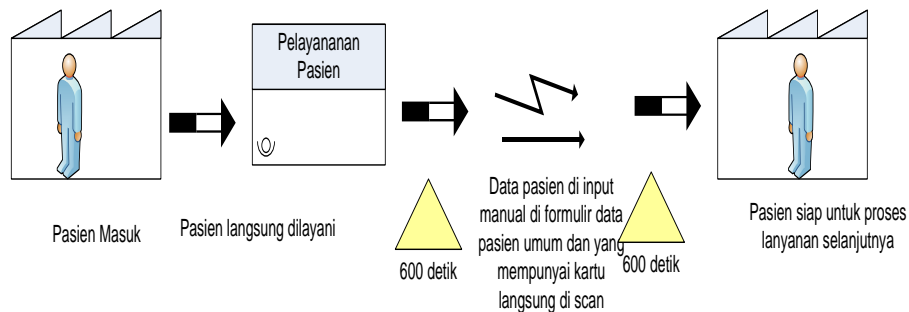 Pelayananan
Pasien
Pasien Masuk
Pasien langsung dilayani
600 detik
Data pasien di input
manual di formulir data
pasien umum dan yang
mempunyai kartu
langsung di scan
600 detik
Pasien siap untuk proses
lanyanan selanjutnya